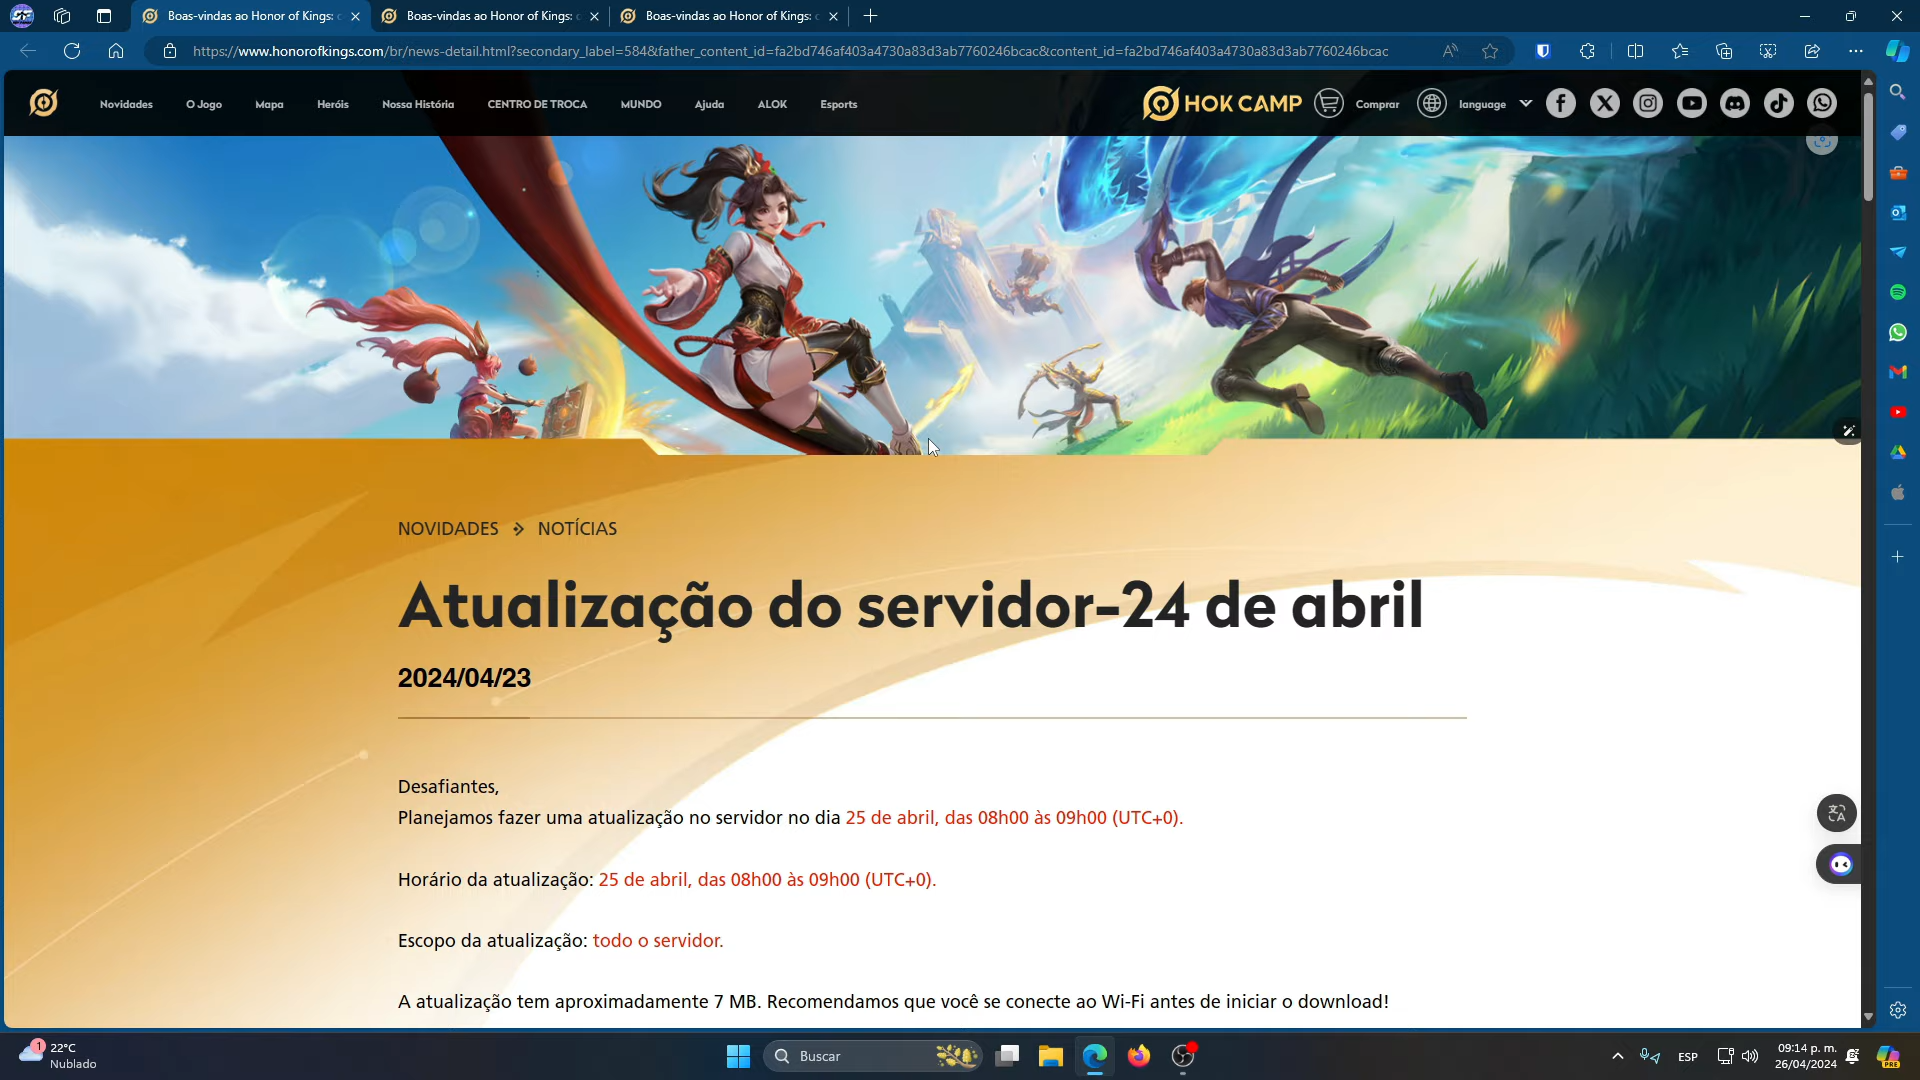 Boas-vindas ao Honor of Kings:
Boas-vindas ao Honor of Kings:
Boas-vindas ao Honor of Kings:
https://www.honorofkings.com/br/news-detail.html?secondary_label=584&father_content_id=fa2bd746af403a4730a83d3ab7760246bcac&content_id=fa2bd746af403a4730a83d3ab7760246bcac
Novidades
O Jogo
Mapa
Heróis
Nossa História
CENTRO DE TROCA
MUNDO
Ajuda
ALOK
Esports
HOK CAMP
Comprar
language
NOVIDADES
NOTÍCIAS
Atualização do servidor-24 de abril
2024/04/23
Desafiantes,
Planejamos fazer uma atualização no servidor no dia 25 de abril, das 08h00 às 09h00 (UTC+0).
Horário da atualização: 25 de abril, das 08h00 às 09h00 (UTC+0).
Escopo da atualização: todo o servidor.
A atualização tem aproximadamente 7 MB. Recomendamos que você se conecte ao Wi-Fi antes de iniciar o download!
1
22°C
Nublado
Buscar
ESP
09:14 p. m.
26/04/2024
PRE